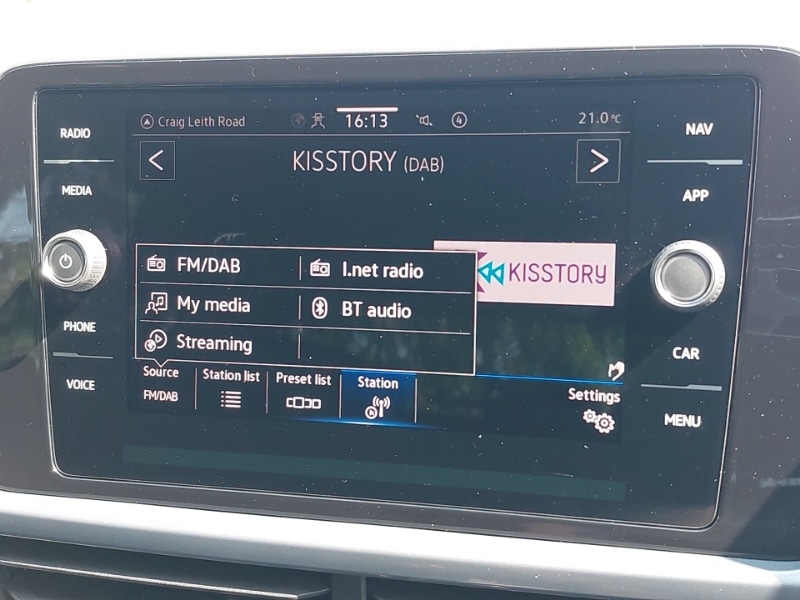 RADIO
MEDIA
PHONE
VOICE
Craig Leith Road
16:13
4
21.0°C
KISSTORY (DAB)
KISSTORY
FM/DAB
I.net radio
My media
BT audio
Streaming
Source
FM/DAB
Station list
Preset list
Station
Settings
NAV
APP
CAR
MENU